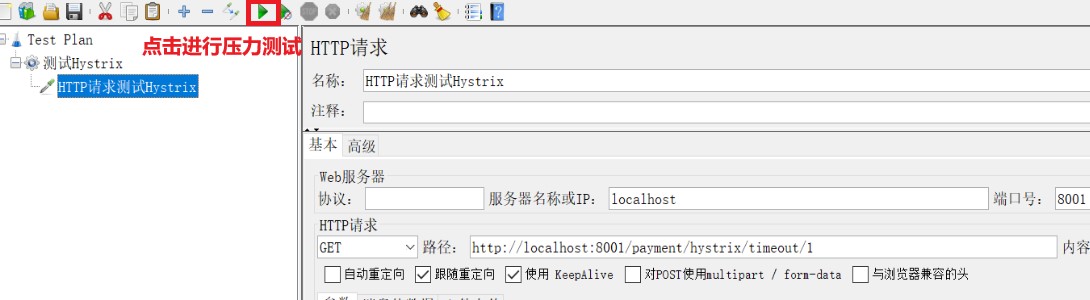 Test Plan
点击进行压力测试
测试Hystrix
HTTP请求测试Hystrix
HTTP请求
名称： HTTP请求测试Hystrix
注释：
基本 高级
Web服务器
协议： 服务器名称或IP： localhost 端口号： 8001
HTTP请求
GET 路径： http://localhost:8001/payment/hystrix/timeout/1 内容
自动重定向 跟随重定向 使用 KeepAlive 对POST使用multipart / form-data 与浏览器兼容的头